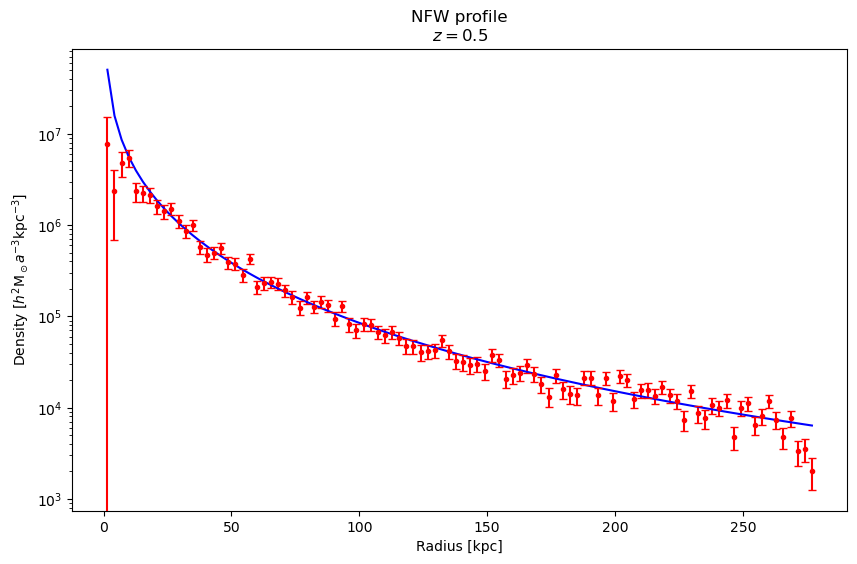 NFW profile
z = 0.5
Density [h²M☉a⁻³kpc⁻³]
10⁷
10⁶
10⁵
10⁴
10³
0 50 100 150 200 250
Radius [kpc]